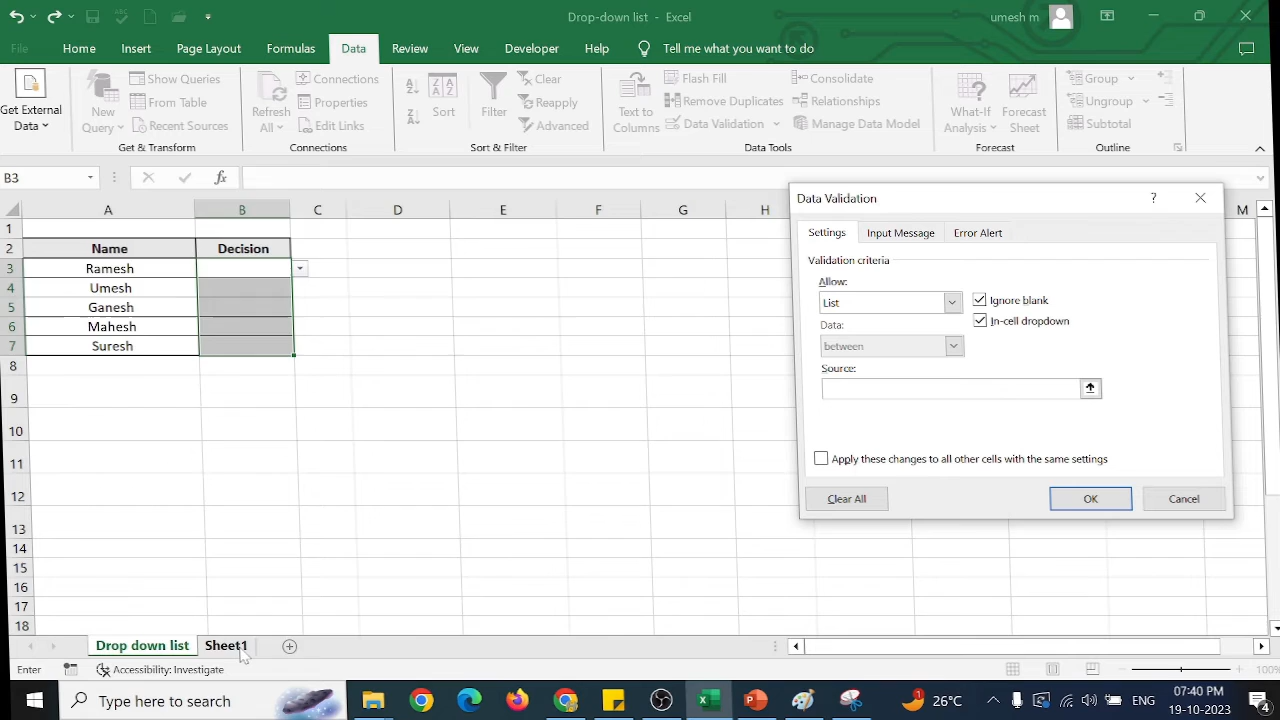 Drop-down list - Excel
umesh m
File Home Insert Page Layout Formulas Data Review View Developer Help Tell me what you want to do
Get External Data
New Query
Show Queries
From Table
Recent Sources
Get & Transform
Refresh All
Connections
Properties
Edit Links
Connections
Sort
Filter
Clear
Reapply
Advanced
Sort & Filter
Text to Columns
Flash Fill
Remove Duplicates
Data Validation
Consolidate
Relationships
Manage Data Model
Data Tools
What-If Analysis
Forecast Sheet
Forecast
Group
Ungroup
Subtotal
Outline
B3
fx
A B C D E F G H M
1
2 Name Decision
3 Ramesh
4 Umesh
5 Ganesh
6 Mahesh
7 Suresh
8
9
10
11
12
13
14
15
16
17
18
Data Validation
?
Settings Input Message Error Alert
Validation criteria
Allow:
List
Ignore blank
In-cell dropdown
Data:
between
Source:
Apply these changes to all other cells with the same settings
Clear All OK Cancel
Drop down list Sheet1
Enter Accessibility: Investigate 100%
Type here to search
26°C
ENG
07:40 PM
19-10-2023
4